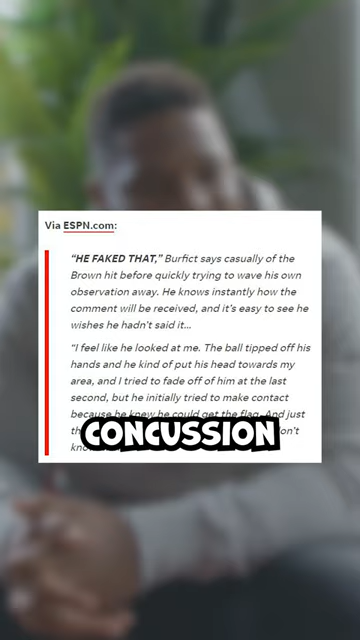 Via ESPN.com:
"HE FAKED THAT," Burfict says casually of the
Brown hit before quickly trying to wave his own
observation away. He knows instantly how the
comment will be received, and it's easy to see he
wishes he hadn't said it...
"I feel like he looked at me. The ball tipped off his
hands and he kind of put his head towards my
area, and I tried to fade off of him at the last
second, but he initially tried to make contact
because he knew he could get the flag. And just
CONCUSSION